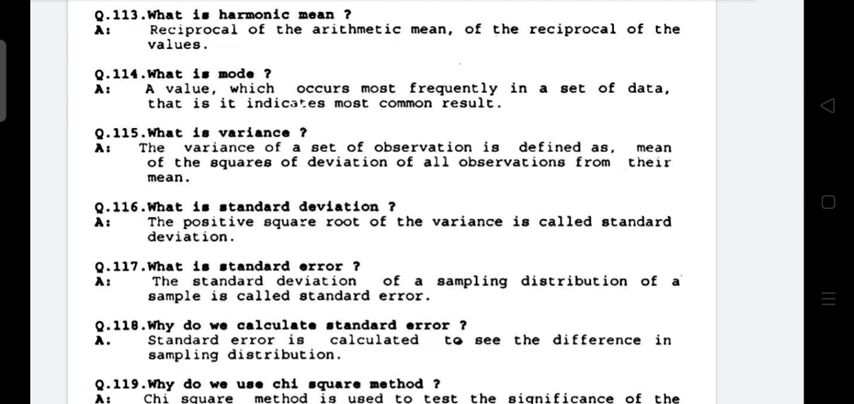 Q.113.What is harmonic mean ?
A: Reciprocal of the arithmetic mean, of the reciprocal of the
values.
Q.114.What is mode ?
A: A value, which occurs most frequently in a set of data,
that is it indicates most common result.
Q.115.What is variance ?
A: The variance of a set of observation is defined as, mean
of the squares of deviation of all observations from their
mean.
Q.116.What is standard deviation ?
A: The positive square root of the variance is called standard
deviation.
Q.117.What is standard error ?
A: The standard deviation of a sampling distribution of a
sample is called standard error.
Q.118.Why do we calculate standard error ?
A. Standard error is calculated to see the difference in
sampling distribution.
Q.119.Why do we use chi square method ?
A: Chi square method is used to test the significance of the